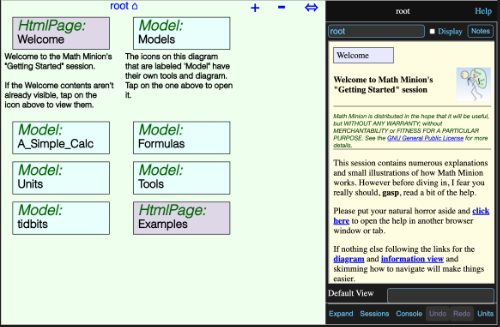 root ⌂
+ - ⇔
HtmlPage:
Welcome
Welcome to the Math Minion's
"Getting Started" session.
If the Welcome contents aren't
already visible, tap on the
Icon above to view them.
Model:
Models
The icons on this diagram
that are labeled 'Model" have
their own tools and diagram.
Tap on the one above to open
it.
Model:
A_Simple_Calc
Model:
Formulas
Model:
Units
Model:
Tools
Model:
tidbits
HtmlPage:
Examples
root
Help
root
Display
Notes
Welcome
Welcome to Math Minion's
"Getting Started" session
Math Minion is distributed in the hope that it will be useful,
but WITHOUT ANY WARRANTY; without
MERCHANTABILITY or FITNESS FOR A PARTICULAR
PURPOSE. See the GNU General Public License for more
details.
This session contains numerous explanations
and small illustrations of how Math Minion
works. However before diving in, I fear you
really should, gasp, read a bit of the help.
Please put your natural horror aside and click
here to open the help in another browser
window or tab.
If nothing else following the links for the
diagram and information view and
skimming how to navigate will make things
easier.
Default View
Expand Sessions Console Undo Redo Units